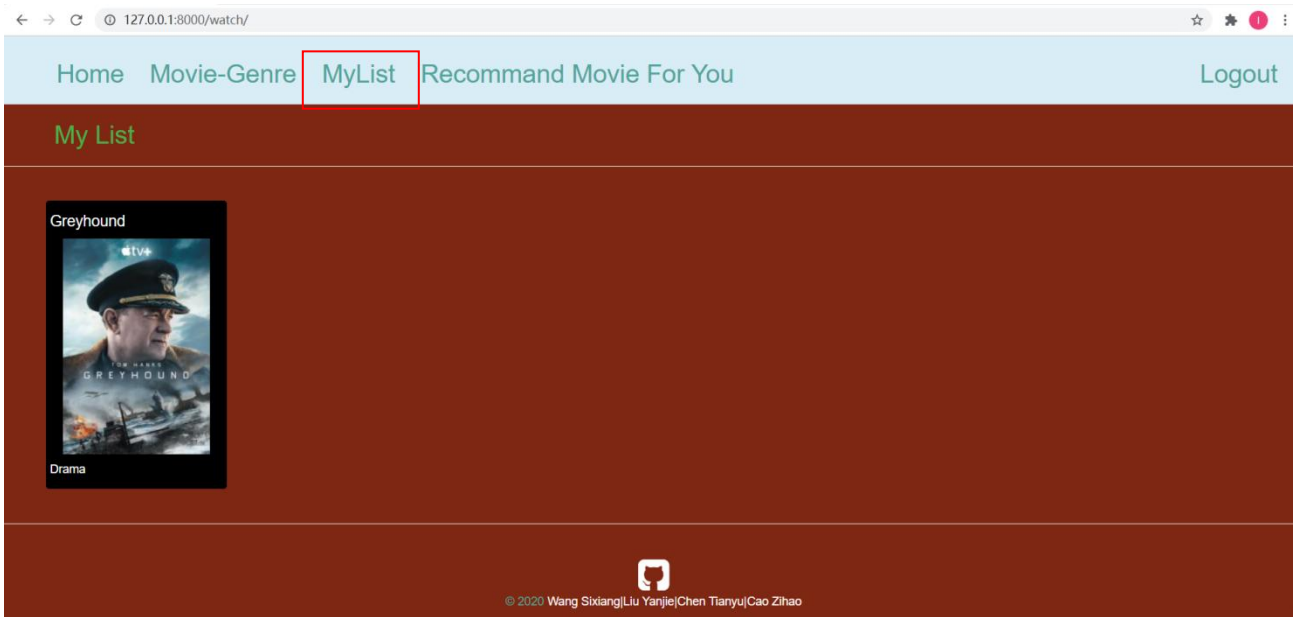 127.0.0.1:8000/watch/
Home Movie-Genre MyList Recommand Movie For You Logout
My List
Greyhound
tv+
TOM HANKS
GREYHOUND
Drama
© 2020 Wang Sixiang|Liu Yanjie|Chen Tianyu|Cao Zihao